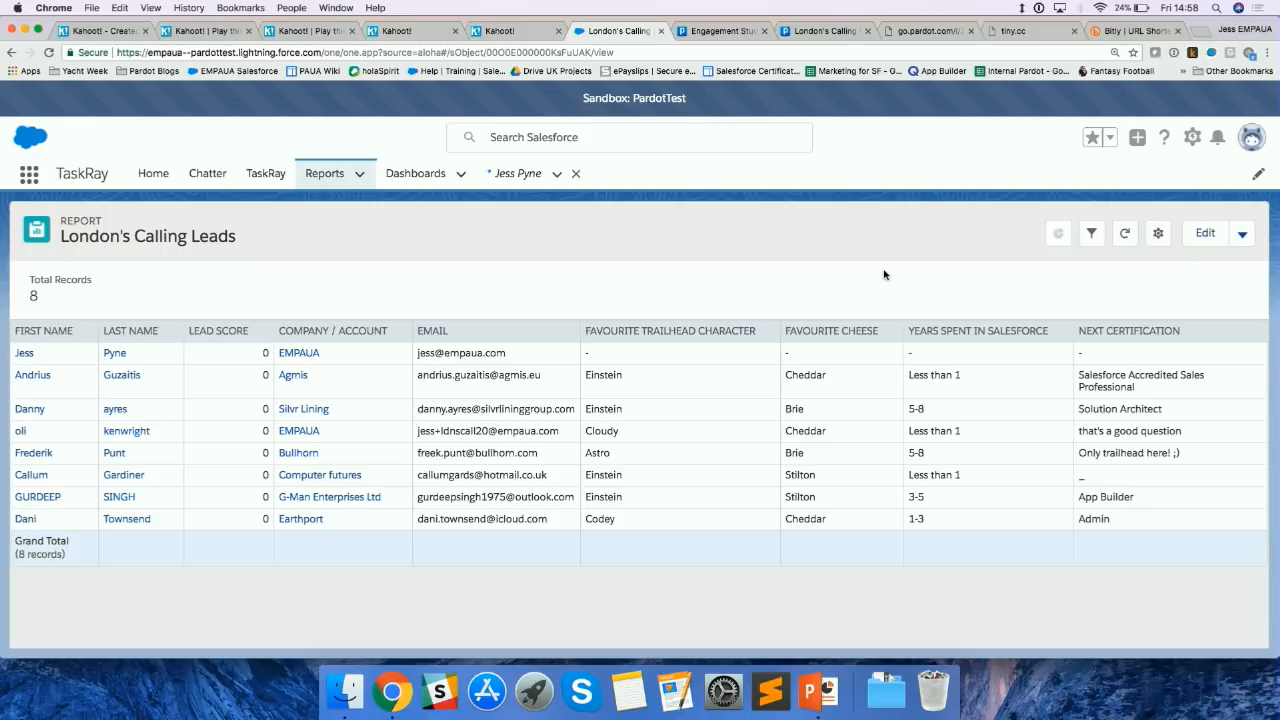 Chrome File Edit View History Bookmarks People Window Help 24% Fri 14:58
Kahoot! - Create Kahoot! | Play thi Kahoot! | Play thi Kahoot! London's Calling Engagement Stu London's Calling go.pardot.com/l/2 tiny.cc Bitly | URL Shorte Jess EMPAUA
Secure https://empaua--pardottest.lightning.force.com/one/one.app?source=aloha#/sObject/00O0E000000KsFuUAK/view
Apps Yacht Week Pardot Blogs EMPAUA Salesforce PAUA Wiki holaSpirit Help | Training | Sale... Drive UK Projects ePayslips | Secure e... Salesforce Certificat... Marketing for SF - G... App Builder Internal Pardot - Go... Fantasy Football » Other Bookmarks
Sandbox: PardotTest
Search Salesforce
TaskRay Home Chatter TaskRay Reports Dashboards * Jess Pyne
REPORT
London's Calling Leads
Edit
Total Records
8
FIRST NAME LAST NAME LEAD SCORE COMPANY / ACCOUNT EMAIL FAVOURITE TRAILHEAD CHARACTER FAVOURITE CHEESE YEARS SPENT IN SALESFORCE NEXT CERTIFICATION
Jess Pyne 0 EMPAUA jess@empaua.com - - - -
Andrius Guzaitis 0 Agmis andrius.guzaitis@agmis.eu Einstein Cheddar Less than 1 Salesforce Accredited Sales
Professional
Danny ayres 0 Silvr Lining danny.ayres@silvrlininggroup.com Einstein Brie 5-8 Solution Architect
oli kenwright 0 EMPAUA jess+ldnscall20@empaua.com Cloudy Cheddar Less than 1 that's a good question
Frederik Punt 0 Bullhorn freek.punt@bullhorn.com Astro Brie 5-8 Only trailhead here! ;)
Callum Gardiner 0 Computer futures callumgards@hotmail.co.uk Einstein Stilton Less than 1 _
GURDEEP SINGH 0 G-Man Enterprises Ltd gurdeepsingh1975@outlook.com Einstein Stilton 3-5 App Builder
Dani Townsend 0 Earthport dani.townsend@icloud.com Codey Cheddar 1-3 Admin
Grand Total
(8 records)